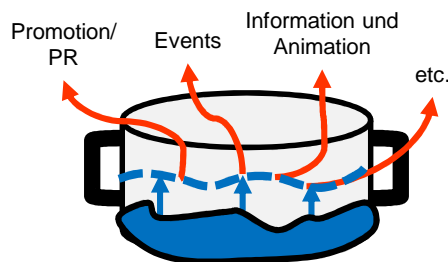 Promotion/
PR
Events
Information und
Animation
etc.